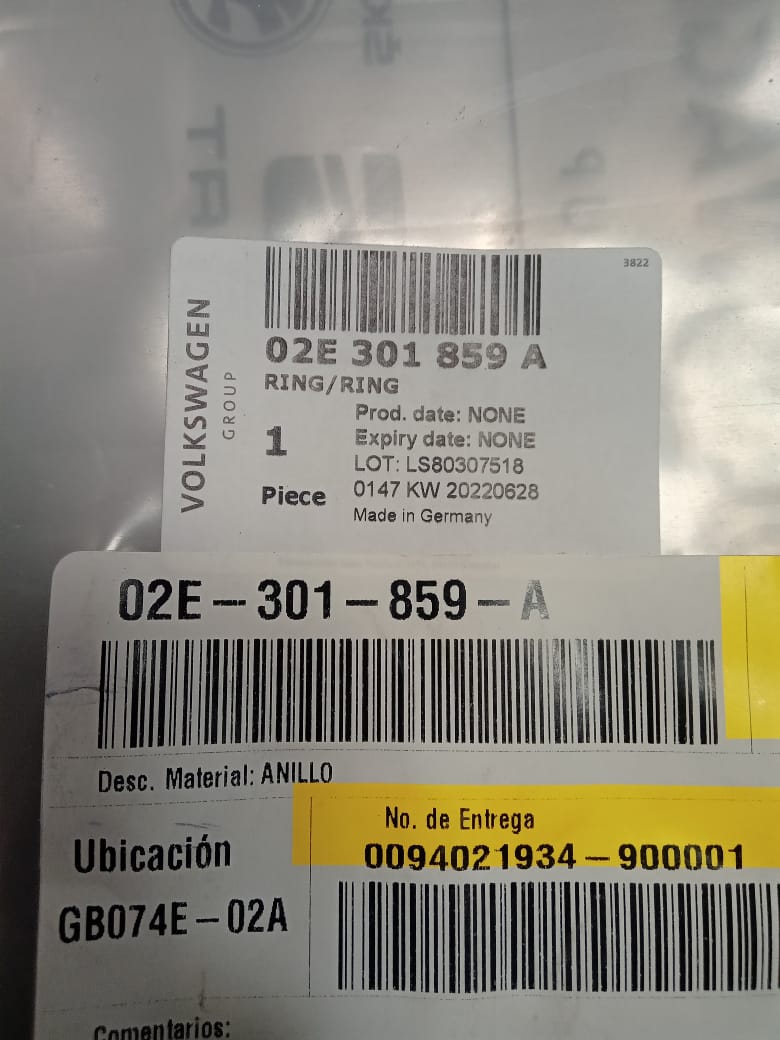 3822
VOLKSWAGEN
GROUP
02E 301 859 A
RING/RING
1
Piece
Prod. date: NONE
Expiry date: NONE
LOT: LS80307518
0147 KW 20220628
Made in Germany
02E-301-859-A
Desc. Material: ANILLO
No. de Entrega
0094021934-900001
Ubicación
GB074E-02A
Comentarios: